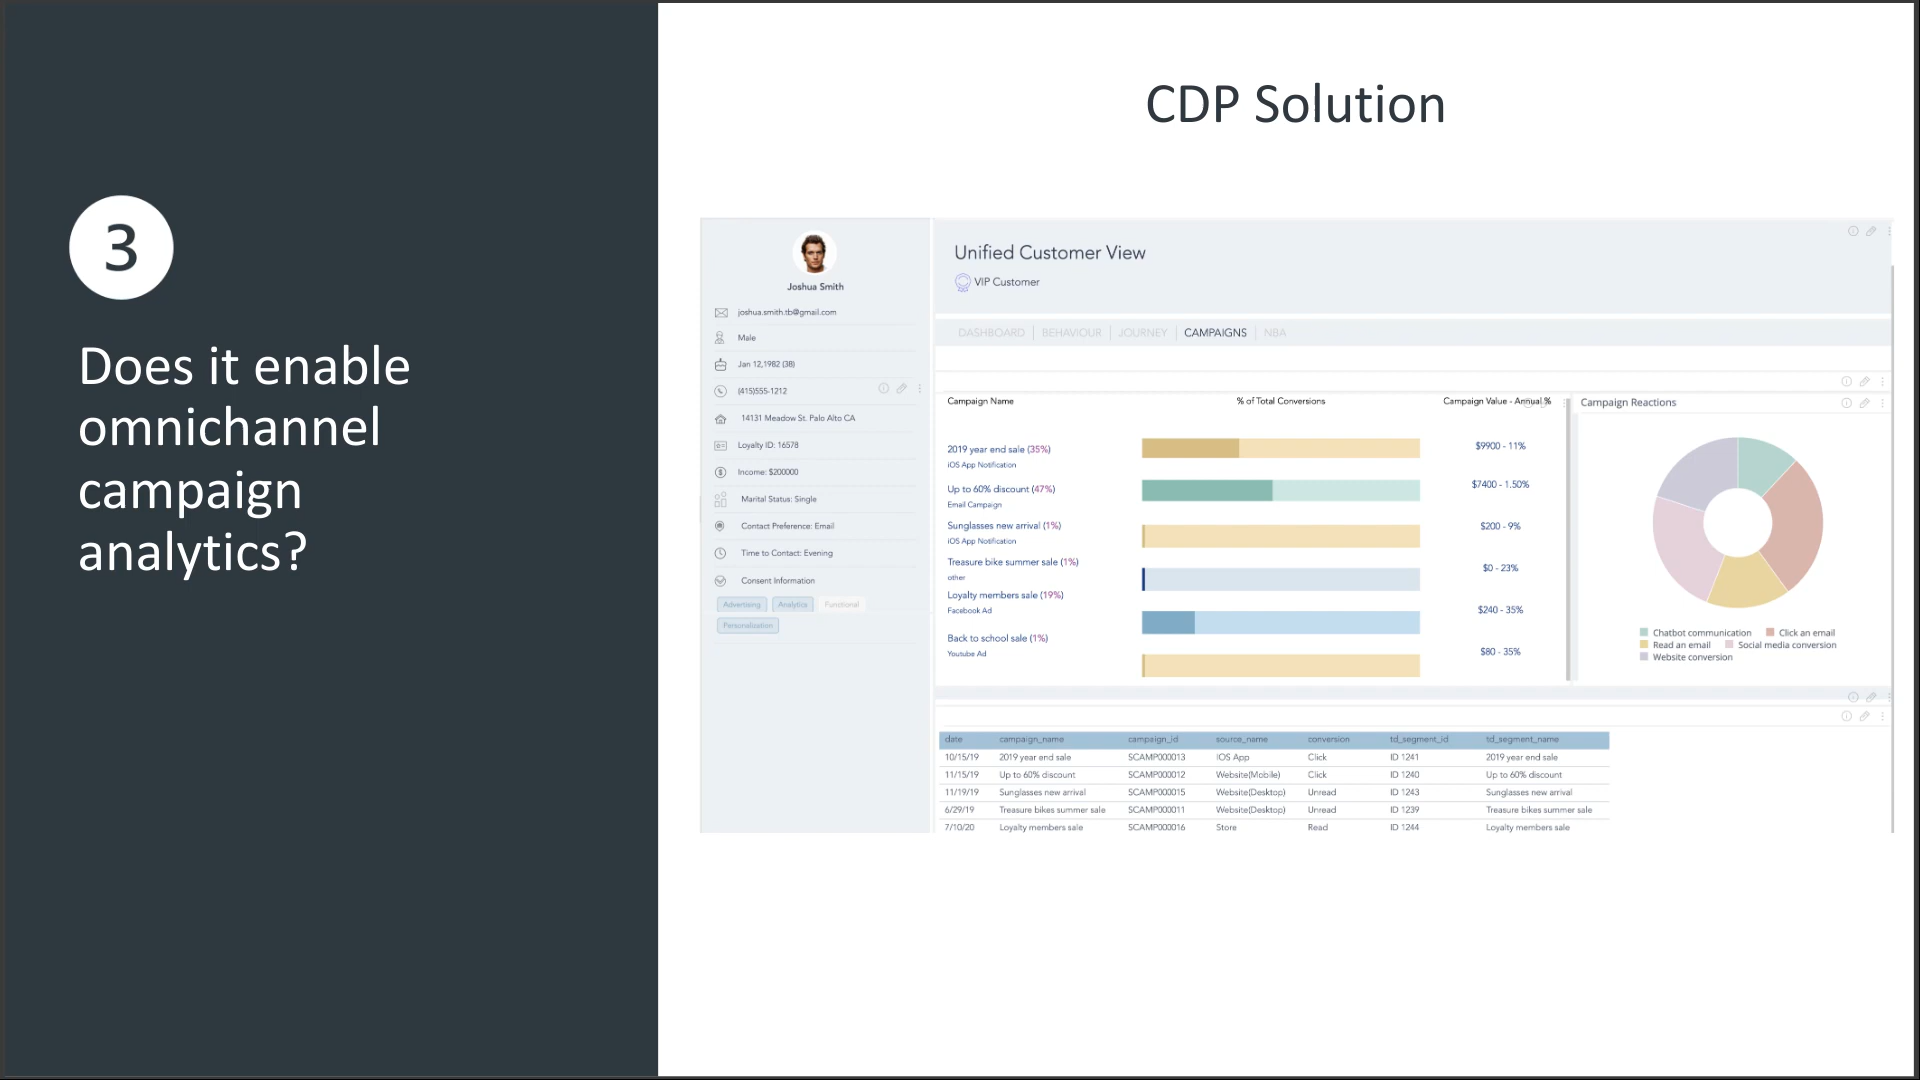 3
Does it enable
omnichannel
campaign
analytics?
CDP Solution
Joshua Smith
joshua.smith.tb@gmail.com
Male
Jan 12,1982 (38)
(415)555-1212
14131 Meadow St. Palo Alto CA
Loyalty ID: 16578
Income: $200000
Marital Status: Single
Contact Preference: Email
Time to Contact: Evening
Consent Information
Advertising Analytics Functional
Personalization
Unified Customer View
VIP Customer
DASHBOARD BEHAVIOUR JOURNEY CAMPAIGNS NBA
Campaign Name % of Total Conversions Campaign Value - Annual %
2019 year end sale (35%) $9900 - 11%
iOS App Notification
Up to 60% discount (47%) $7400 - 1.50%
Email Campaign
Sunglasses new arrival (1%) $200 - 9%
iOS App Notification
Treasure bike summer sale (1%) $0 - 23%
other
Loyalty members sale (19%) $240 - 35%
Facebook Ad
Back to school sale (1%) $80 - 35%
Youtube Ad
Campaign Reactions
Chatbot communication Click an email
Read an email Social media conversion
Website conversion
date campaign_name campaign_id source_name conversion td_segment_id td_segment_name
10/15/19 2019 year end sale SCAMP000013 IOS App Click ID 1241 2019 year end sale
11/15/19 Up to 60% discount SCAMP000012 Website(Mobile) Click ID 1240 Up to 60% discount
11/19/19 Sunglasses new arrival SCAMP000015 Website(Desktop) Unread ID 1243 Sunglasses new arrival
6/29/19 Treasure bikes summer sale SCAMP000011 Website(Desktop) Unread ID 1239 Treasure bikes summer sale
7/10/20 Loyalty members sale SCAMP000016 Store Read ID 1244 Loyalty members sale